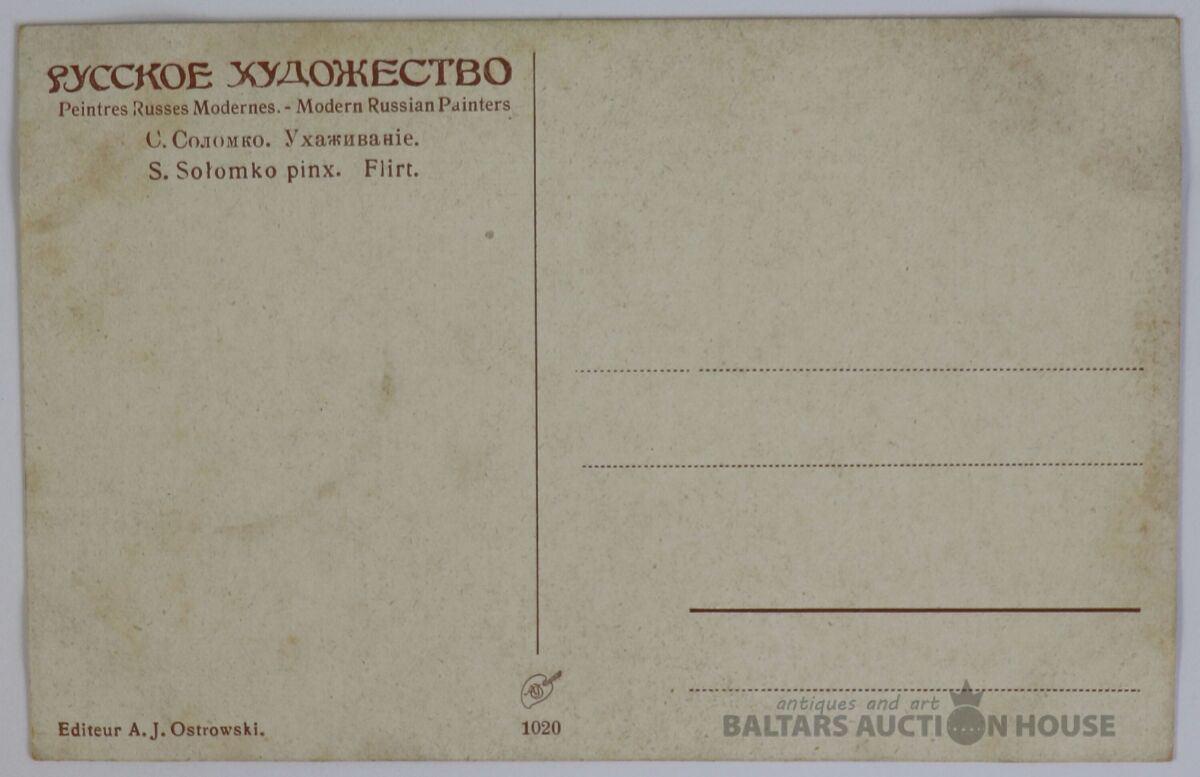 РУССКОЕ ХУДОЖЕСТВО
Peintres Russes Modernes. - Modern Russian Painters
С. Соломко. Ухаживаніе.
S. Sołomko pinx. Flirt.
Editeur A. J. Ostrowski.
1020
antiques and art
BALTARS AUCTION HOUSE